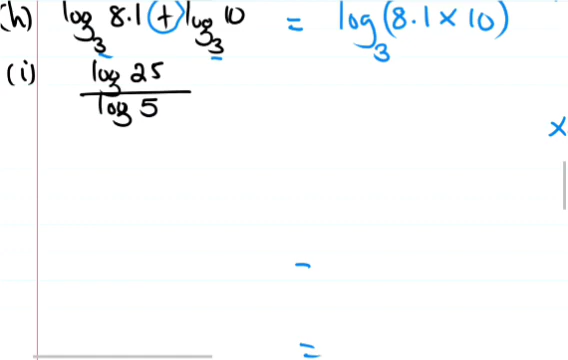 (h) log₃ 8.1 + log₃ 10 = log₃(8.1 × 10)
(i) log 25 / log 5
×
-
=